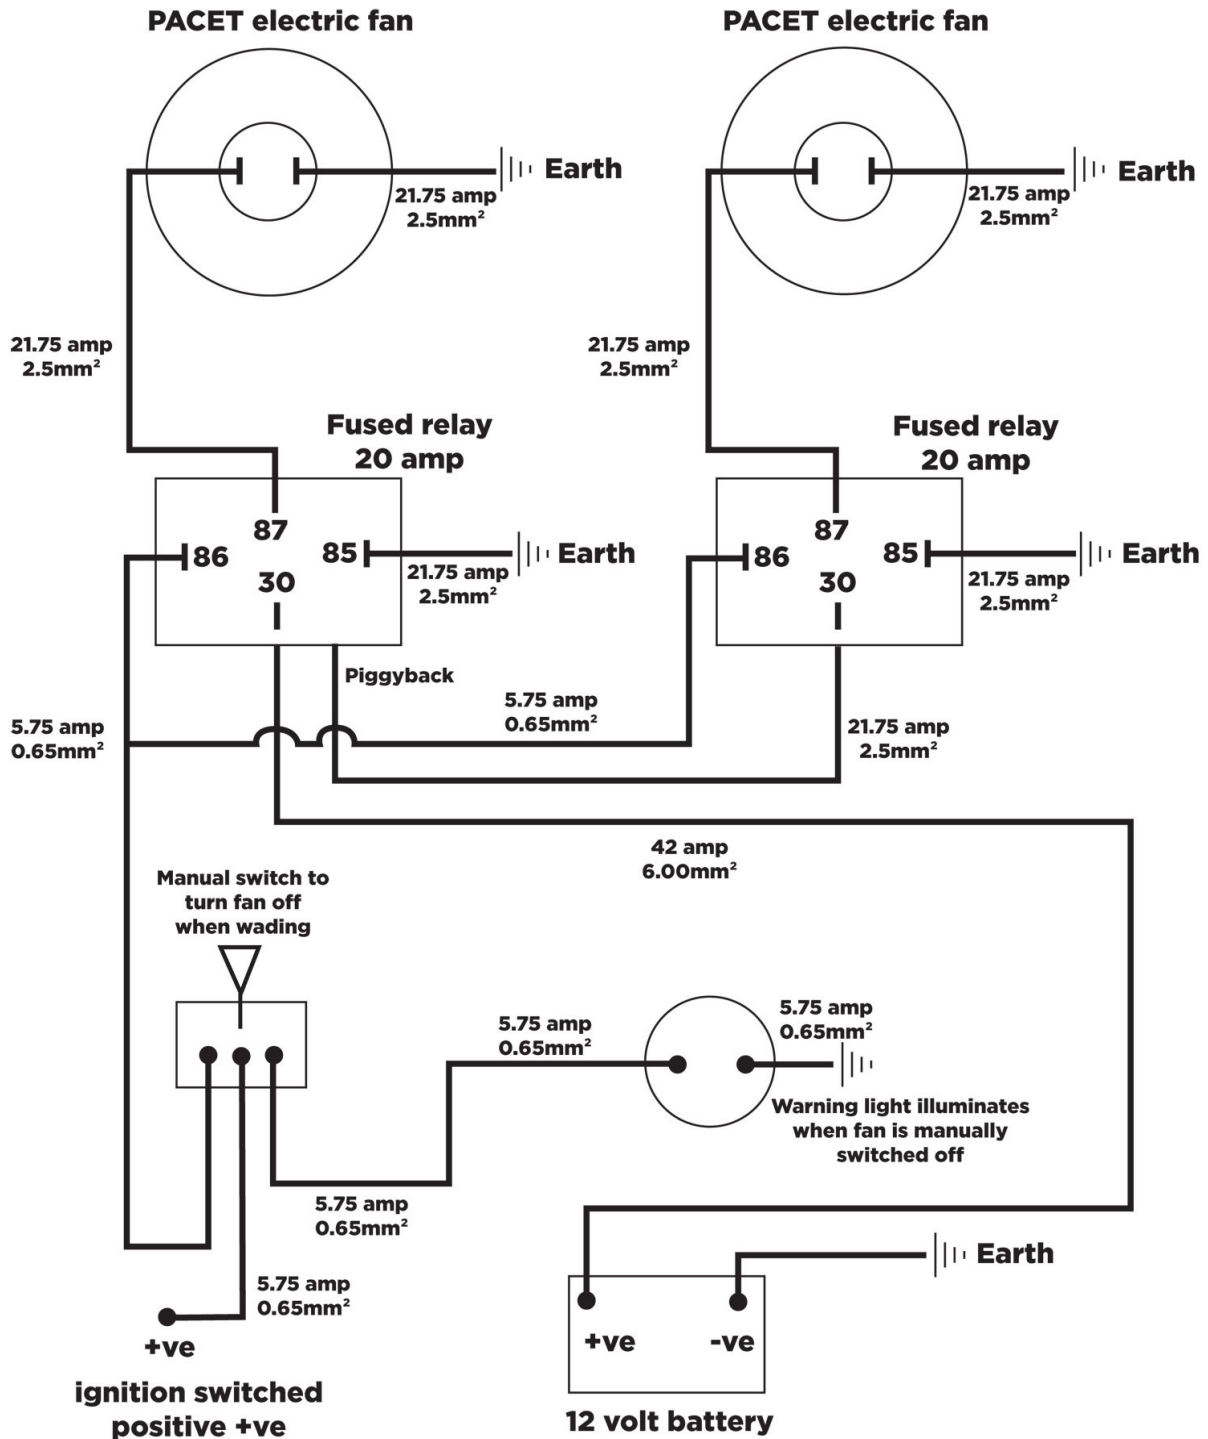 PACET electric fan
PACET electric fan
Earth
21.75 amp
2.5mm²
Earth
21.75 amp
2.5mm²
21.75 amp
2.5mm²
21.75 amp
2.5mm²
Fused relay
20 amp
Fused relay
20 amp
87
86
85
30
Earth
21.75 amp
2.5mm²
87
86
85
30
Earth
21.75 amp
2.5mm²
Piggyback
5.75 amp
0.65mm²
5.75 amp
0.65mm²
21.75 amp
2.5mm²
42 amp
6.00mm²
Manual switch to
turn fan off
when wading
5.75 amp
0.65mm²
5.75 amp
0.65mm²
Warning light illuminates
when fan is manually
switched off
5.75 amp
0.65mm²
5.75 amp
0.65mm²
+ve
ignition switched
positive +ve
Earth
+ve
-ve
12 volt battery